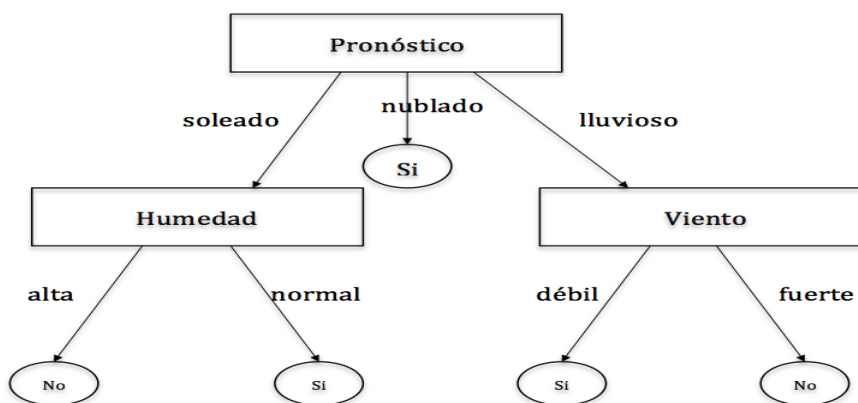 Pronóstico
soleado
nublado
lluvioso
Si
Humedad
Viento
alta
normal
débil
fuerte
No
Si
Si
No